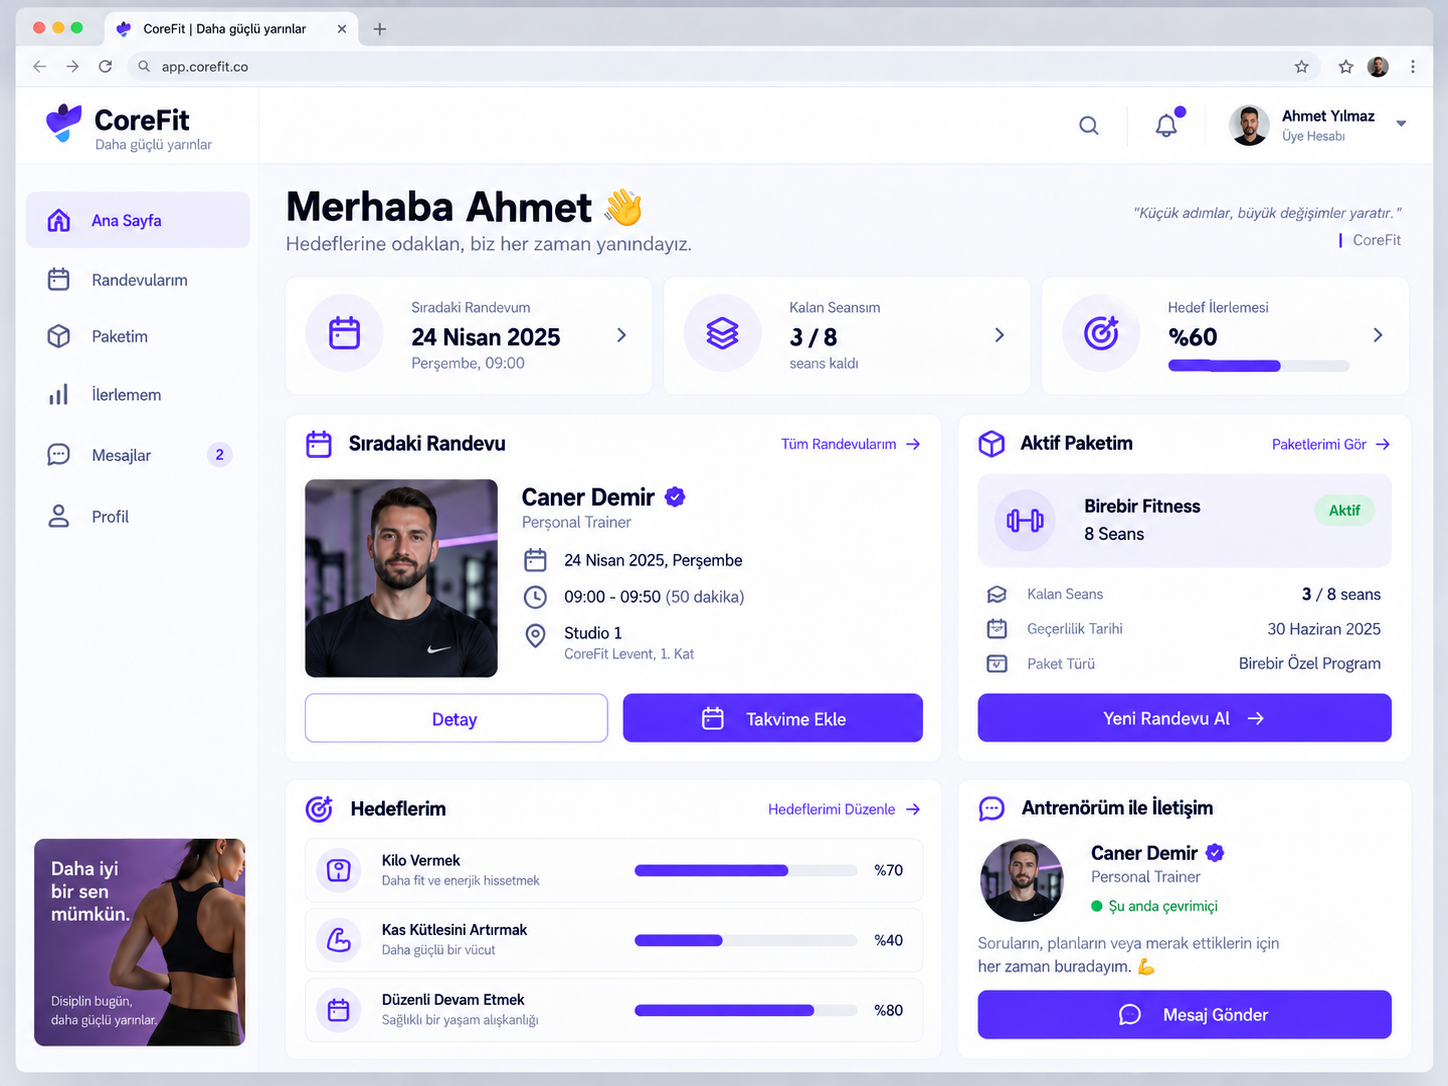 CoreFit | Daha güçlü yarınlar
app.corefit.co
CoreFit
Daha güçlü yarınlar
Ahmet Yılmaz
Üye Hesabı
Ana Sayfa
Randevularım
Paketim
İlerlemem
Mesajlar 2
Profil
Daha iyi
bir sen
mümkün.
Disiplin bugün,
daha güçlü yarınlar.
Merhaba Ahmet 👋
Hedeflerine odaklan, biz her zaman yanındayız.
"Küçük adımlar, büyük değişimler yaratır."
CoreFit
Sıradaki Randevum
24 Nisan 2025
Perşembe, 09:00
Kalan Seansım
3 / 8
seans kaldı
Hedef İlerlemesi
%60
Sıradaki Randevu
Tüm Randevularım →
Caner Demir
Perşonal Trainer
24 Nisan 2025, Perşembe
09:00 - 09:50 (50 dakika)
Studio 1
CoreFit Levent, 1. Kat
Detay
Takvime Ekle
Aktif Paketim
Paketlerimi Gör →
Birebir Fitness
8 Seans
Aktif
Kalan Seans 3 / 8 seans
Geçerlilik Tarihi 30 Haziran 2025
Paket Türü Birebir Özel Program
Yeni Randevu Al →
Hedeflerim
Hedeflerimi Düzenle →
Kilo Vermek
Daha fit ve enerjik hissetmek
%70
Kas Kütlesini Artırmak
Daha güçlü bir vücut
%40
Düzenli Devam Etmek
Sağlıklı bir yaşam alışkanlığı
%80
Antrenörüm ile İletişim
Caner Demir
Personal Trainer
Şu anda çevrimiçi
Soruların, planların veya merak ettiklerin için
her zaman buradayım. 💪
Mesaj Gönder